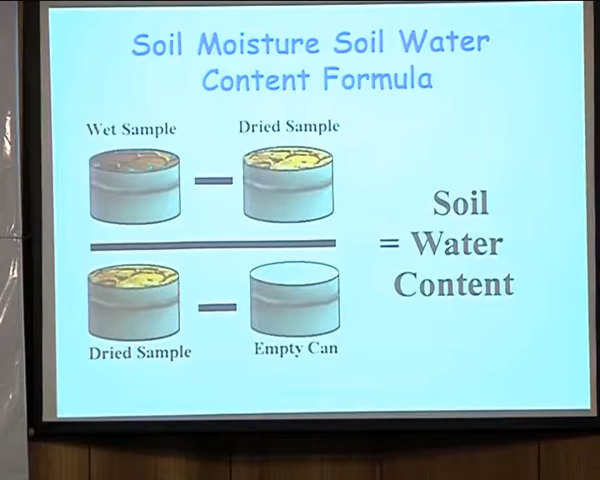 Soil Moisture Soil Water
Content Formula
Wet Sample
Dried Sample
Soil
= Water
Content
Dried Sample
Empty Can